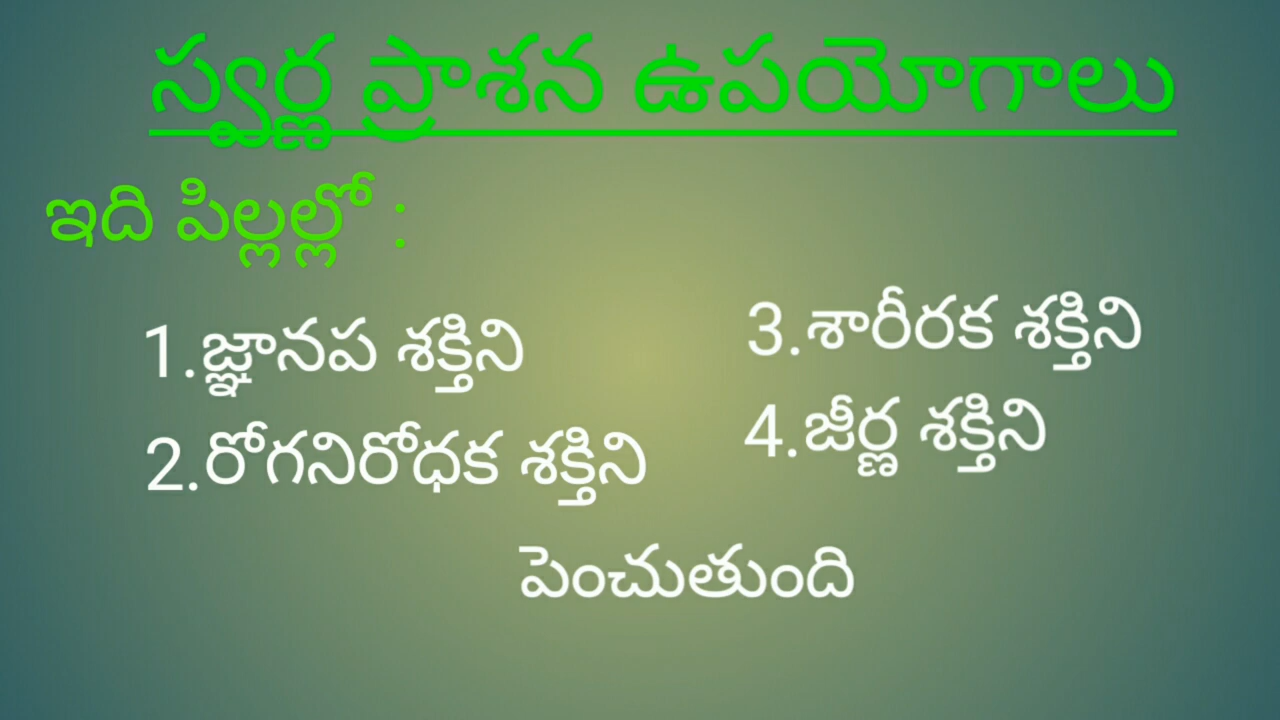 స్వర్ణ ప్రాశన ఉపయోగాలు
ఇది పిల్లల్లో :
1.జ్ఞానప శక్తిని
2.రోగనిరోధక శక్తిని
3.శారీరక శక్తిని
4.జీర్ణ శక్తిని
పెంచుతుంది